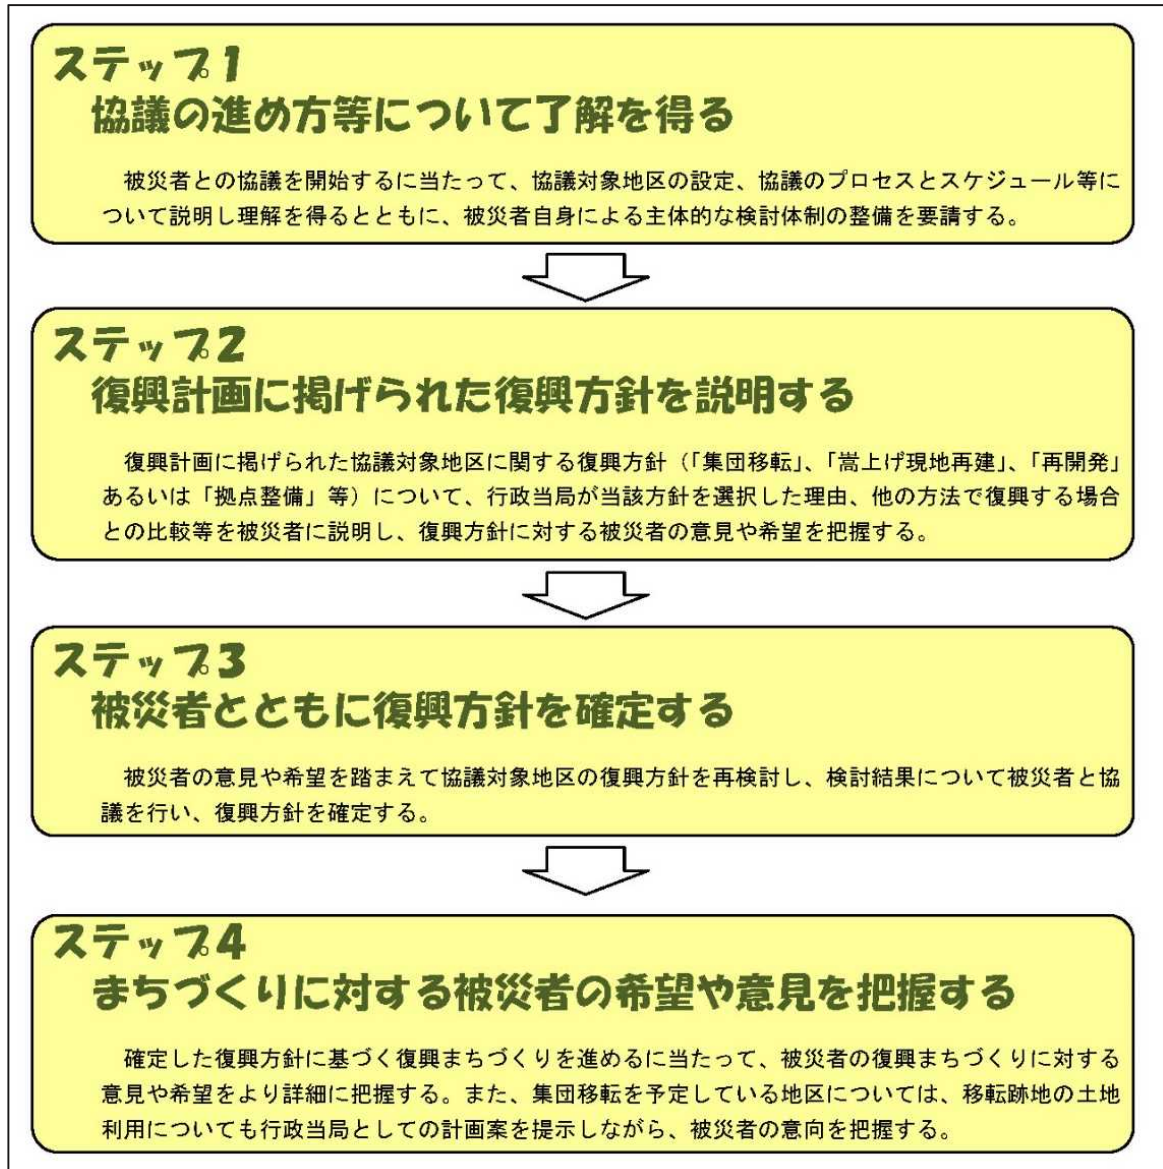 ステップ1
協議の進め方等について了解を得る
被災者との協議を開始するに当たって、協議対象地区の設定、協議のプロセスとスケジュール等に
ついて説明し理解を得るとともに、被災者自身による主体的な検討体制の整備を要請する。
ステップ2
復興計画に掲げられた復興方針を説明する
復興計画に掲げられた協議対象地区に関する復興方針（「集団移転」、「嵩上げ現地再建」、「再開発」
あるいは「拠点整備」等）について、行政当局が当該方針を選択した理由、他の方法で復興する場合
との比較等を被災者に説明し、復興方針に対する被災者の意見や希望を把握する。
ステップ3
被災者とともに復興方針を確定する
被災者の意見や希望を踏まえて協議対象地区の復興方針を再検討し、検討結果について被災者と協
議を行い、復興方針を確定する。
ステップ4
まちづくりに対する被災者の希望や意見を把握する
確定した復興方針に基づく復興まちづくりを進めるに当たって、被災者の復興まちづくりに対する
意見や希望をより詳細に把握する。また、集団移転を予定している地区については、移転跡地の土地
利用についても行政当局としての計画案を提示しながら、被災者の意向を把握する。